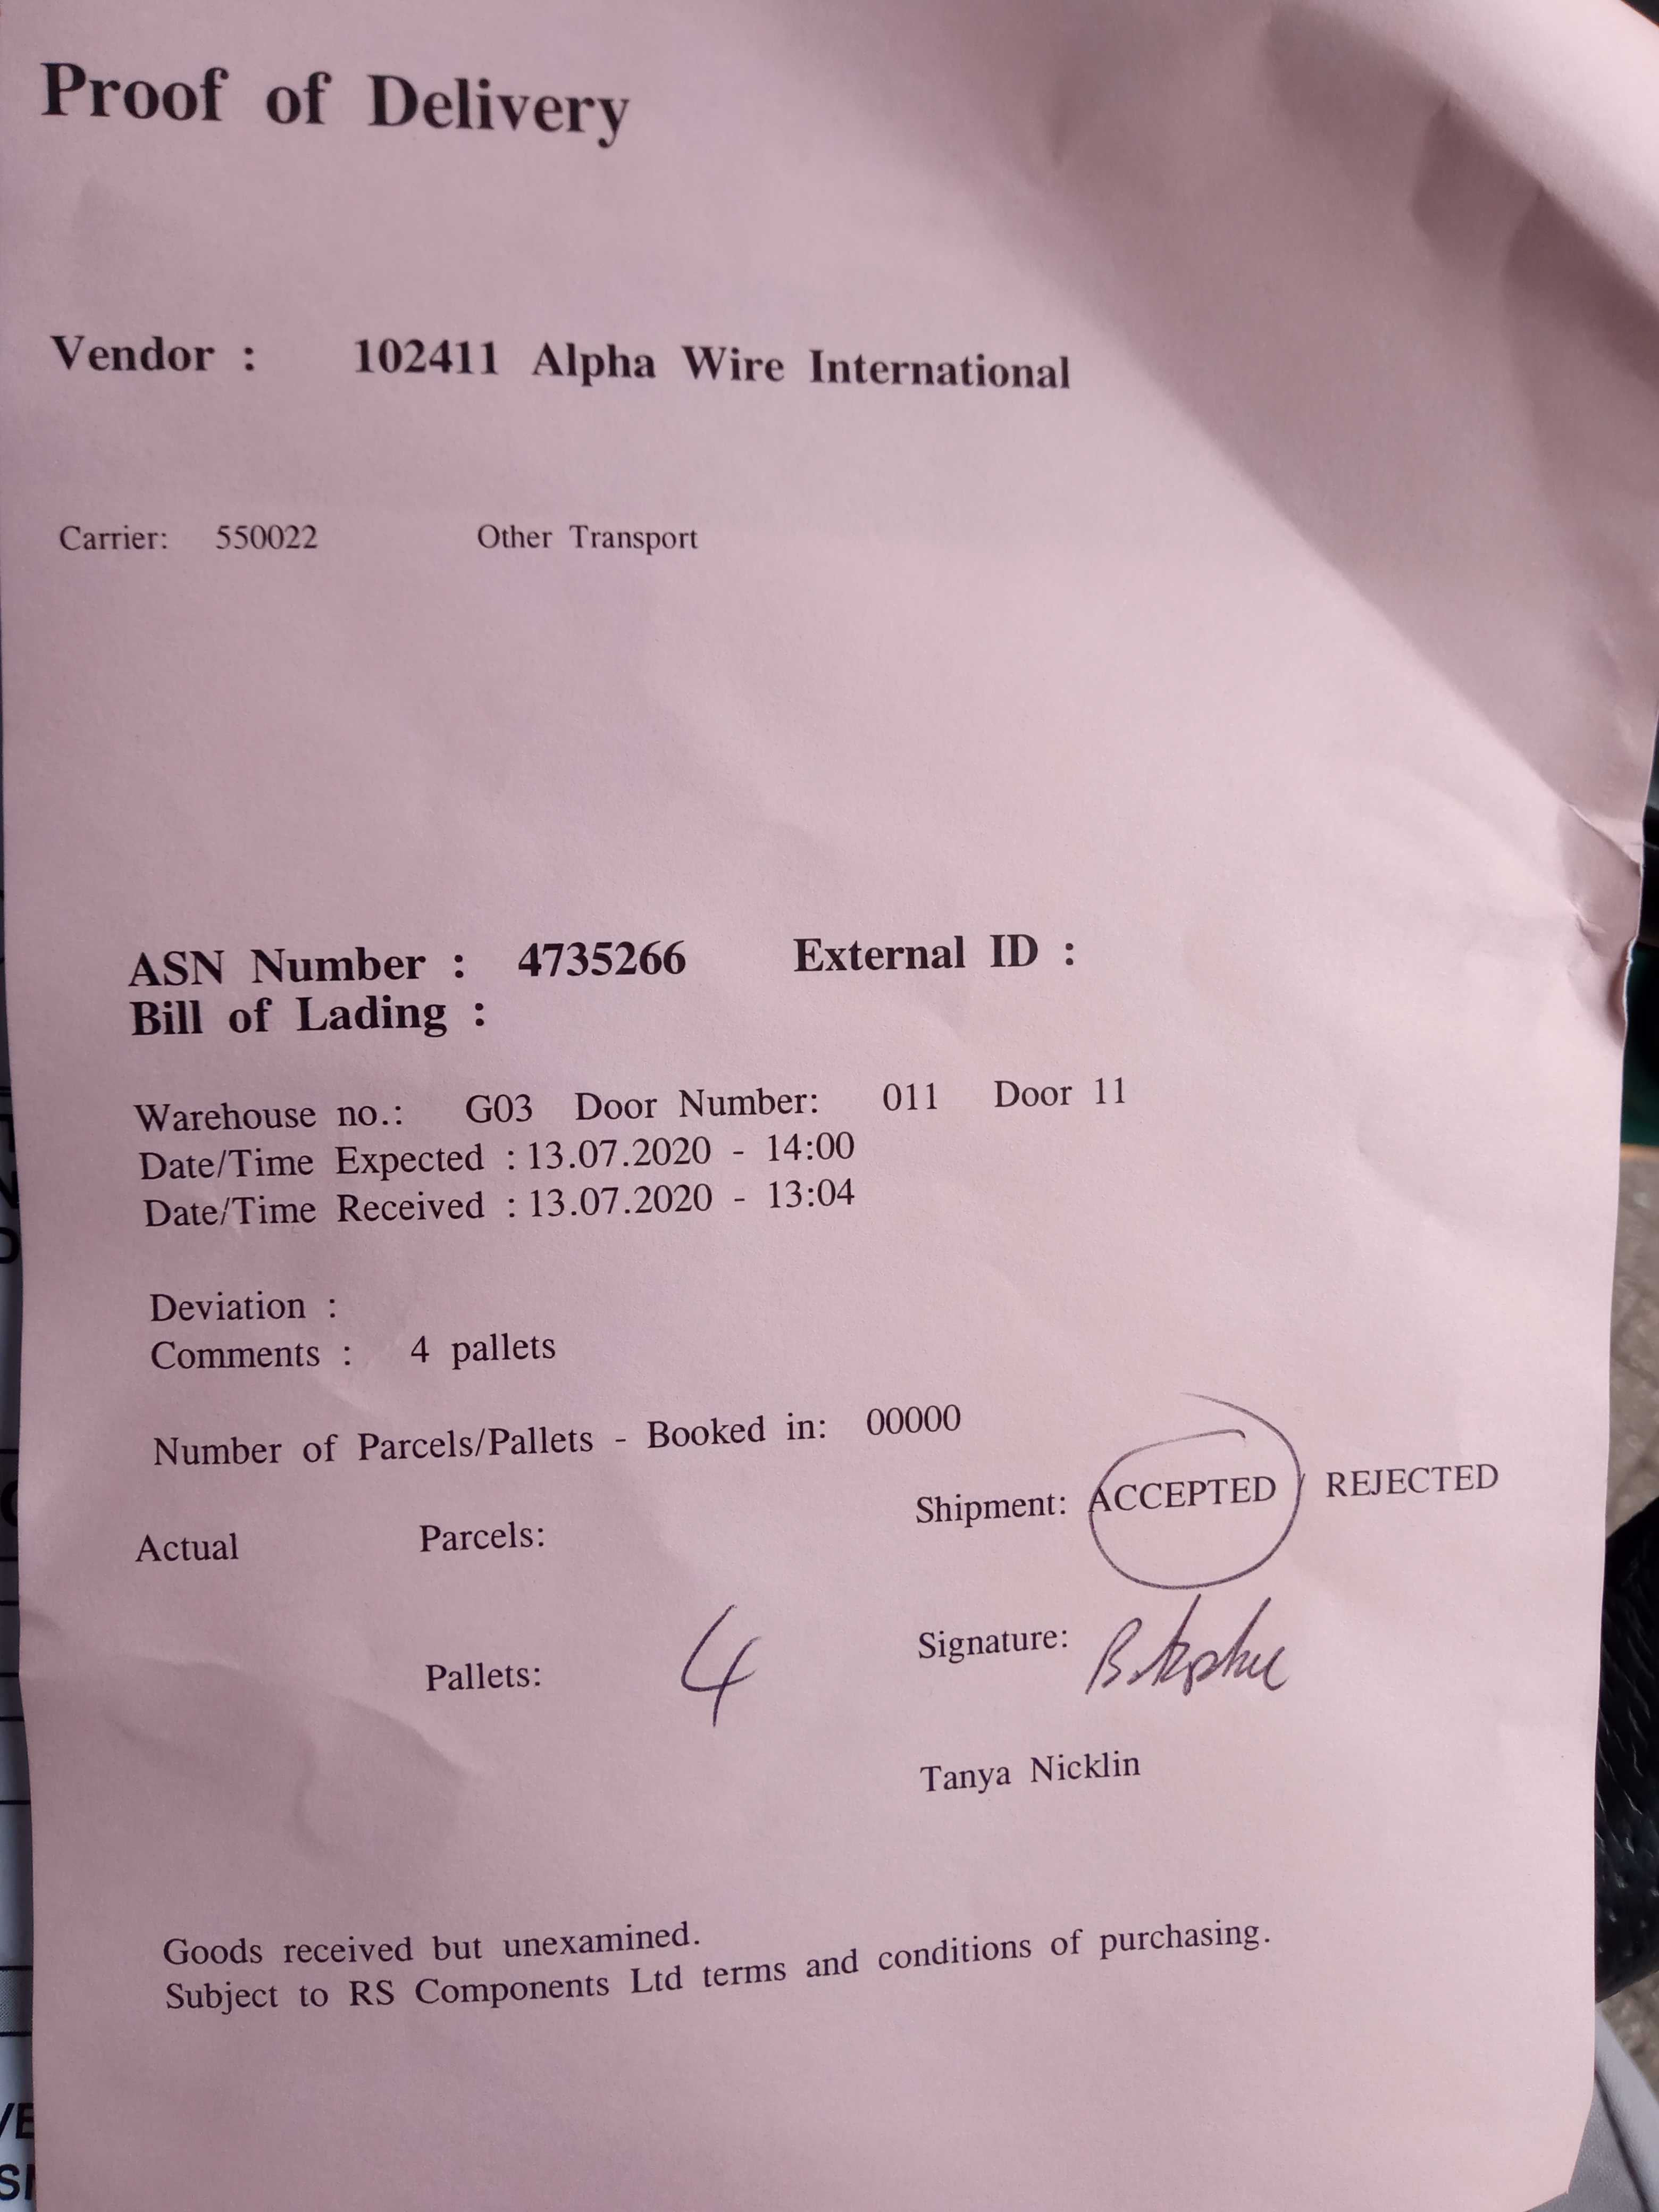 Proof of Delivery
Vendor : 102411 Alpha Wire International
Carrier: 550022 Other Transport
ASN Number : 4735266 External ID :
Bill of Lading :
Warehouse no.: G03 Door Number: 011 Door 11
Date/Time Expected : 13.07.2020 - 14:00
Date/Time Received : 13.07.2020 - 13:04
Deviation :
Comments : 4 pallets
Number of Parcels/Pallets - Booked in: 00000
Shipment: ACCEPTED / REJECTED
Actual Parcels:
Pallets: 4
Signature:
Tanya Nicklin
Goods received but unexamined.
Subject to RS Components Ltd terms and conditions of purchasing.